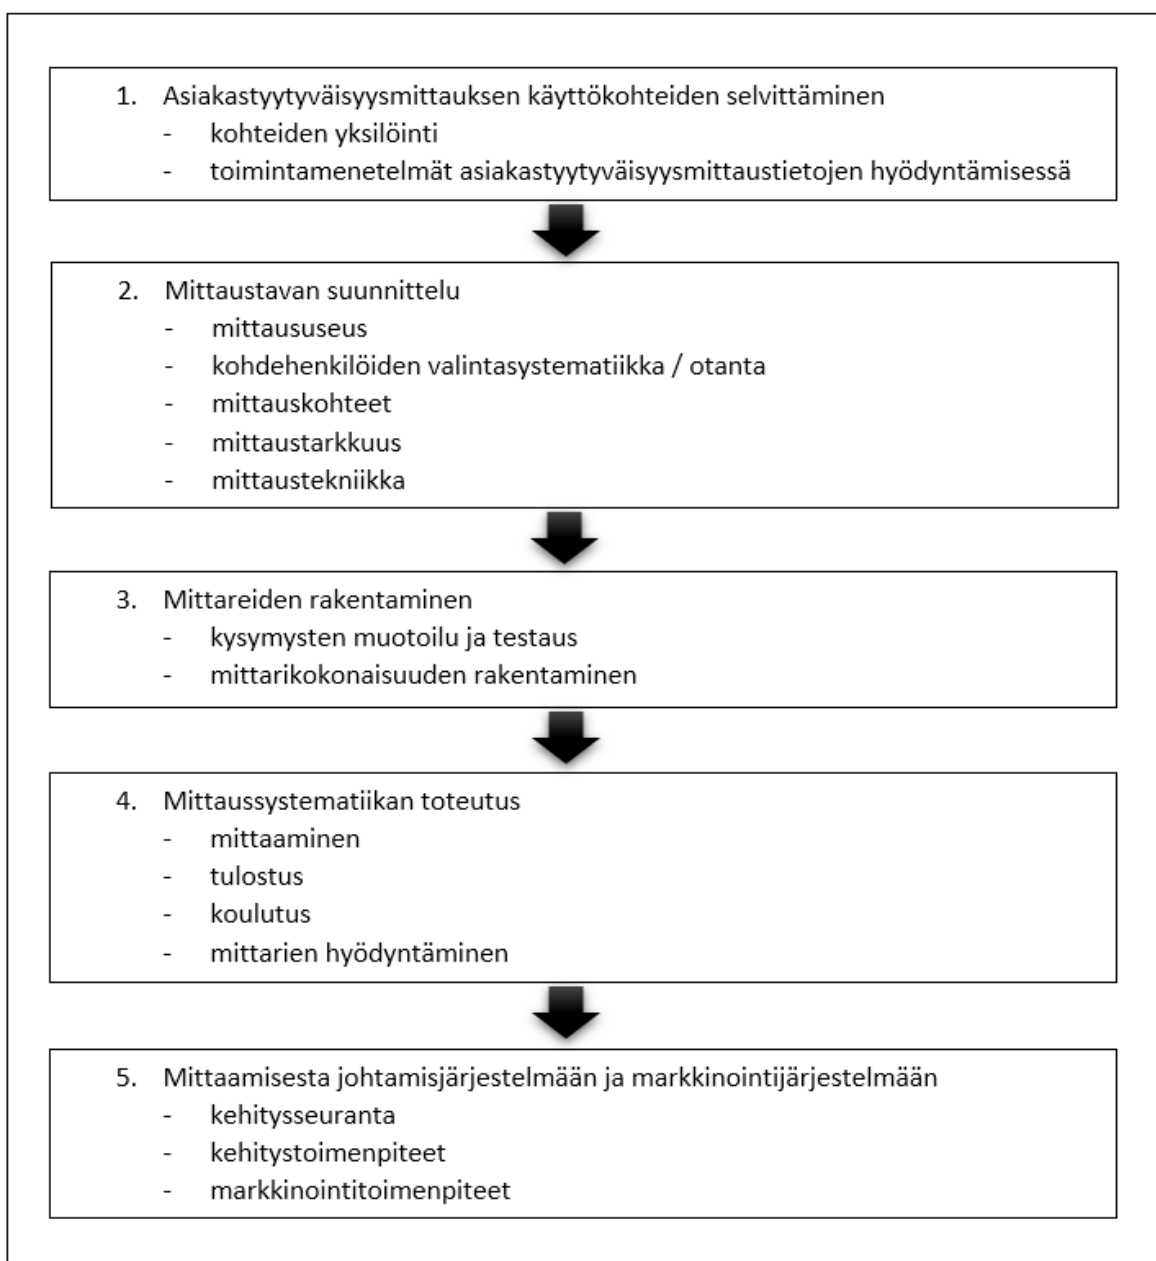 1. Asiakastyytyväisyysmittauksen käyttökohteiden selvittäminen
- kohteiden yksilöinti
- toimintamenetelmät asiakastyytyväisyysmittaustietojen hyödyntämisessä
2. Mittaustavan suunnittelu
- mittaususeus
- kohdehenkilöiden valintasystematiikka / otanta
- mittauskohteet
- mittaustarkkuus
- mittaustekniikka
3. Mittareiden rakentaminen
- kysymysten muotoilu ja testaus
- mittarikokonaisuuden rakentaminen
4. Mittaussystematiikan toteutus
- mittaaminen
- tulostus
- koulutus
- mittarien hyödyntäminen
5. Mittaamisesta johtamisjärjestelmään ja markkinointijärjestelmään
- kehitysseuranta
- kehitystoimenpiteet
- markkinointitoimenpiteet